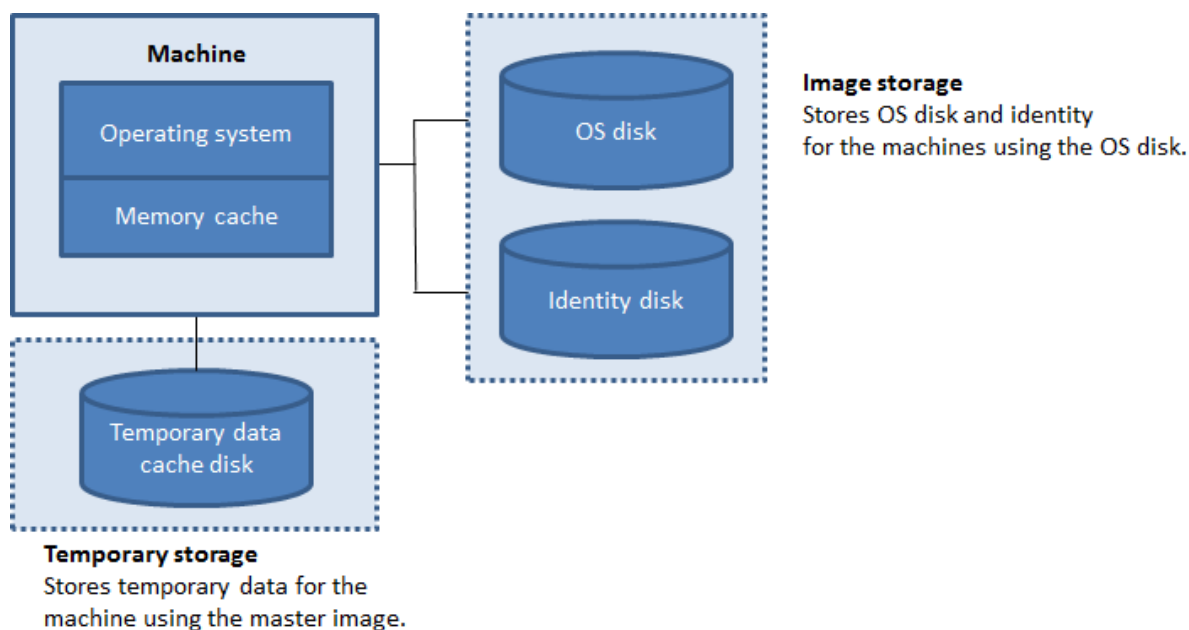 Machine
Operating system
Memory cache
OS disk
Identity disk
Image storage
Stores OS disk and identity
for the machines using the OS disk.
Temporary data
cache disk
Temporary storage
Stores temporary data for the
machine using the master image.